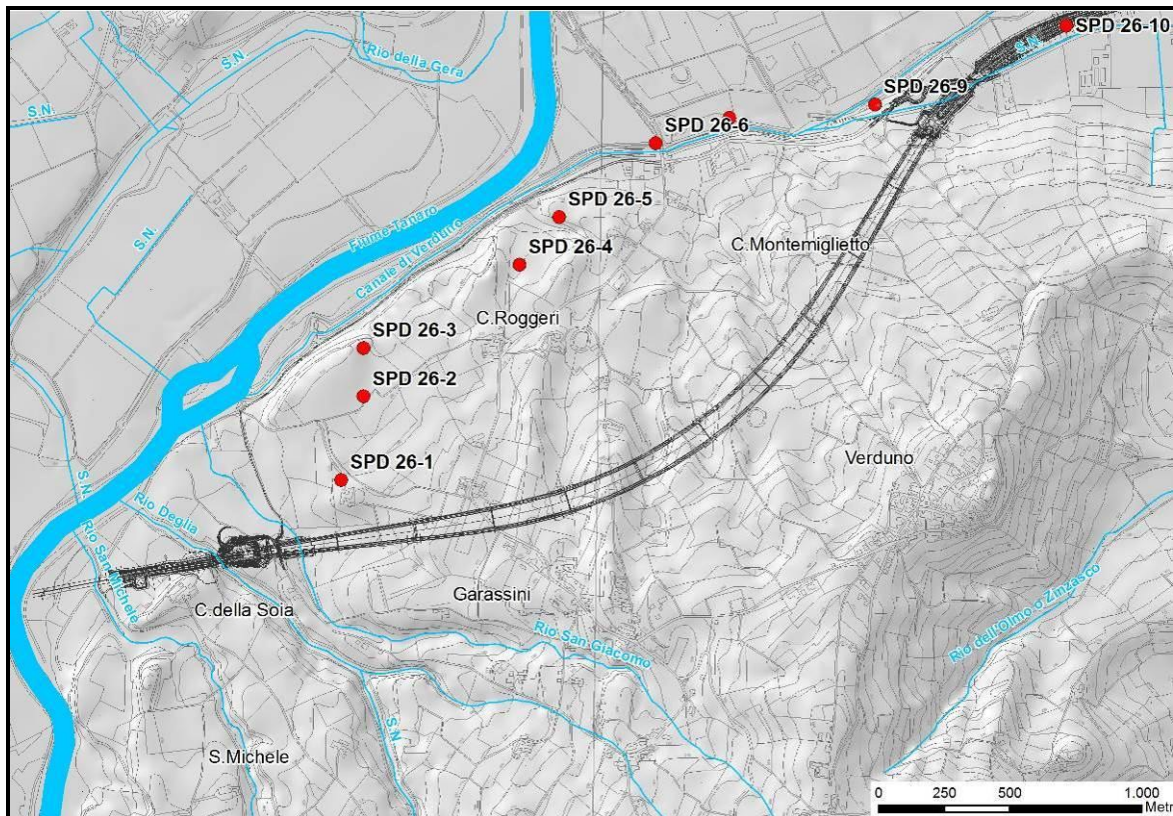 SPD 26-10
Rio della Gera
S.N.
S.N.
SPD 26-9
SPD 26-6
SPD 26-5
S.N.
Fiume Tanaro
Canale di Verduno
SPD 26-4
C.Montemiglietto
C.Roggeri
SPD 26-3
SPD 26-2
Verduno
SPD 26-1
S.N.
Rio Deglia
Rio San Michele
Garassini
C.della Soia
Rio San Giacomo
Rio dell'Olmo o Zinzasco
S.N
S.Michele
S.N.
0 250 500 1.000
Metri